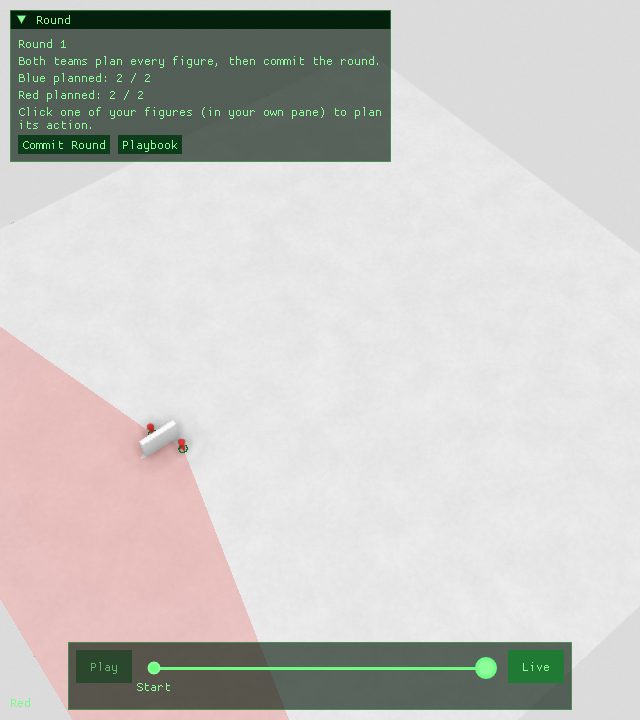 Round
Round 1
Both teams plan every figure, then commit the round.
Blue planned: 2 / 2
Red planned: 2 / 2
Click one of your figures (in your own pane) to plan
its action.
Commit Round Playbook
Play Live
Start
Red